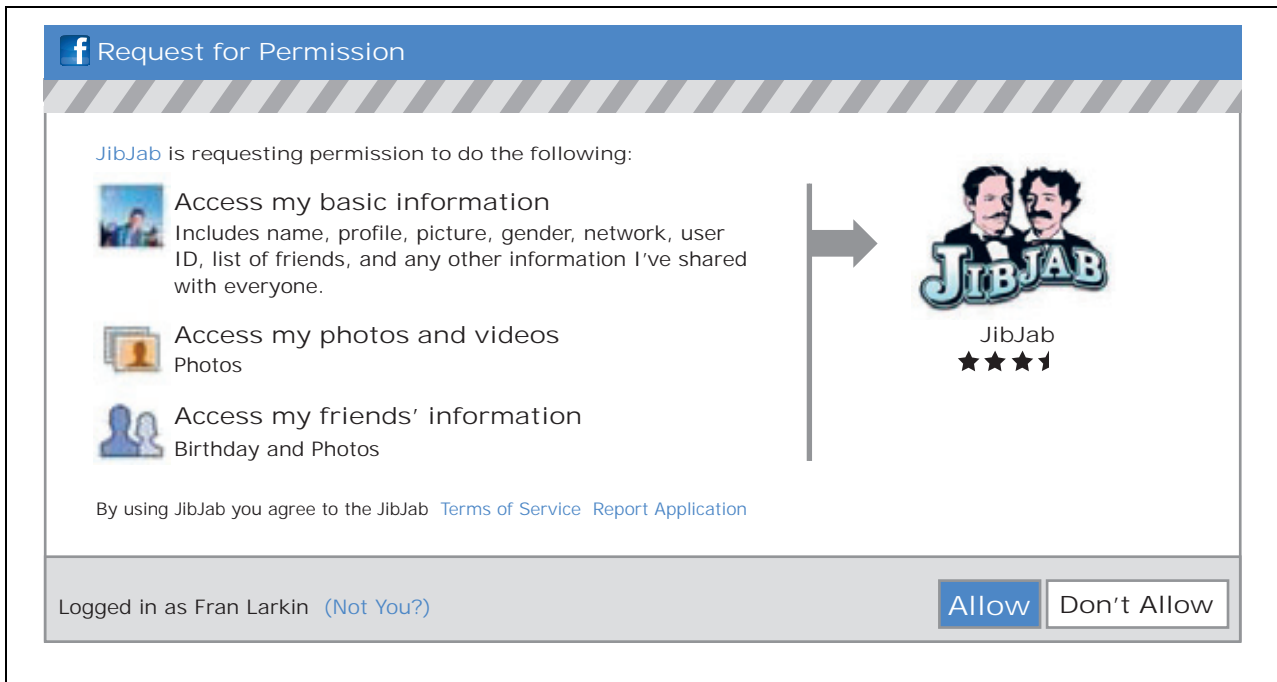 f Request for Permission
JibJab is requesting permission to do the following:
Access my basic information
Includes name, profile, picture, gender, network, user
ID, list of friends, and any other information I've shared
with everyone.
Access my photos and videos
Photos
Access my friends' information
Birthday and Photos
JIBJAB
JibJab
By using JibJab you agree to the JibJab Terms of Service Report Application
Logged in as Fran Larkin (Not You?)
Allow
Don't Allow